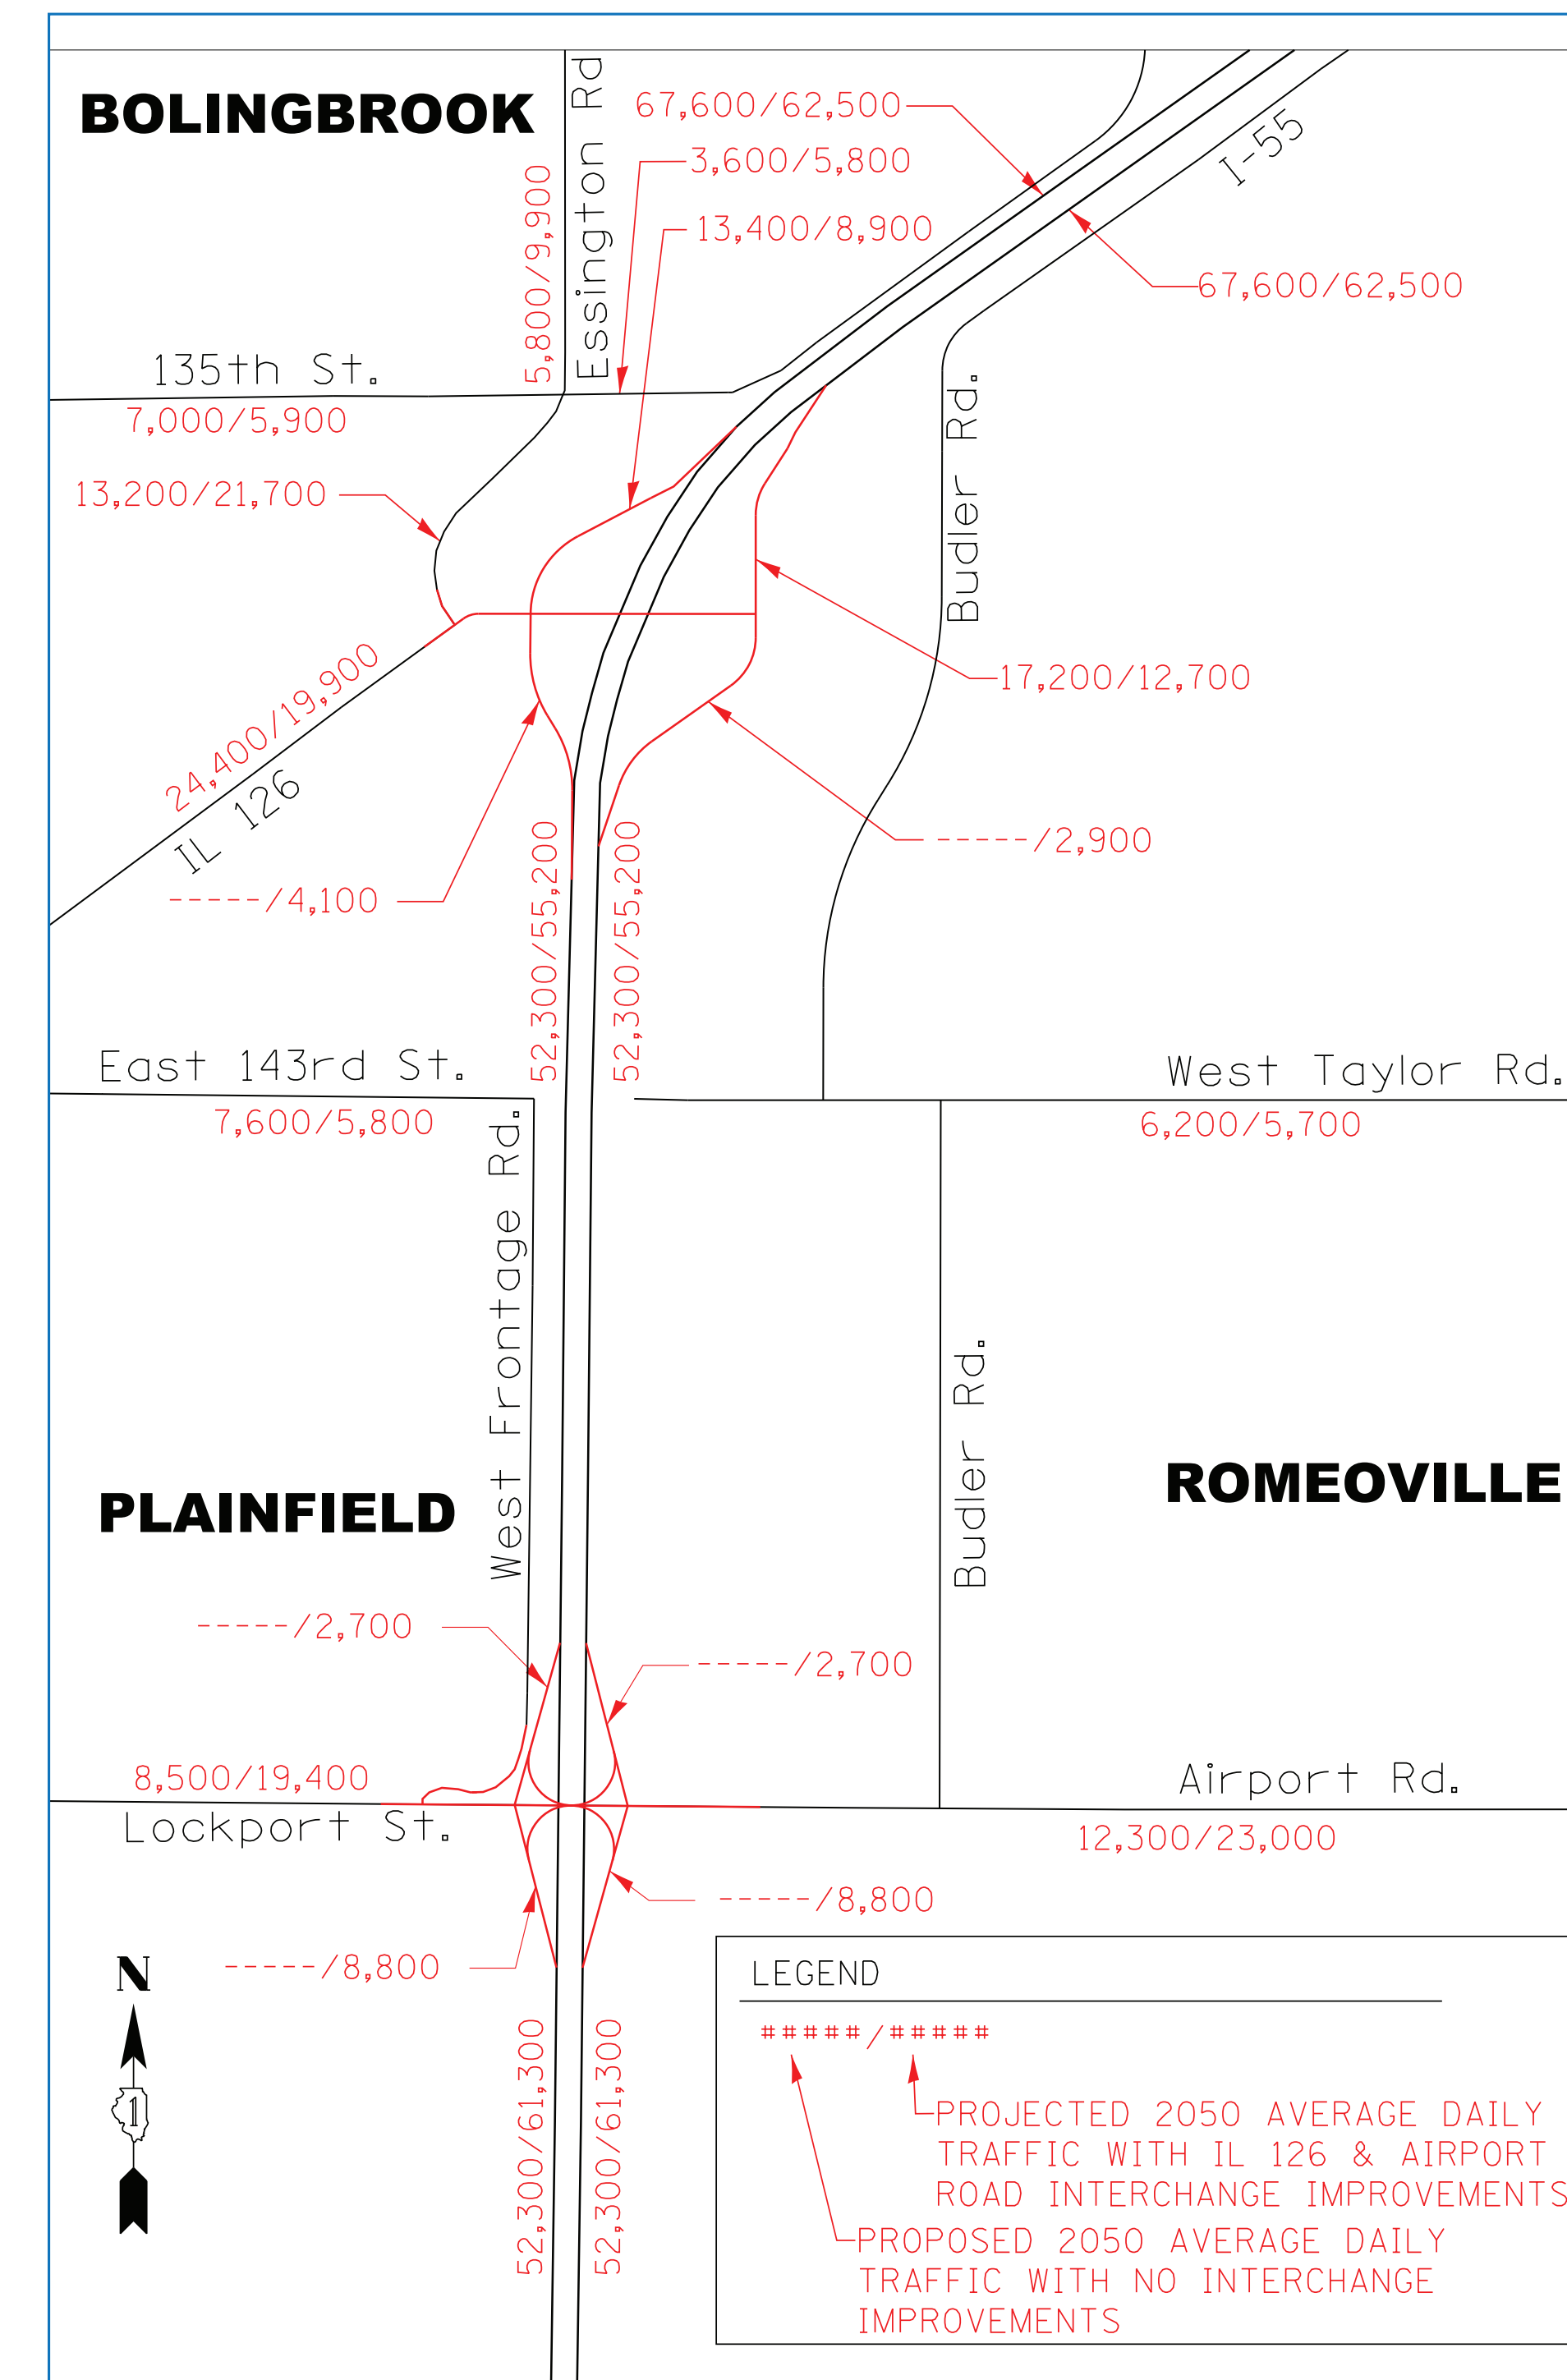 BOLINGBROOK
Essington Rd
5,800/9,900
67,600/62,500
3,600/5,800
13,400/8,900
I-55
67,600/62,500
135th St.
7,000/5,900
13,200/21,700
Budler Rd.
17,200/12,700
24,400/19,900
IL 126
-----/4,100
-----/2,900
52,300/55,200
52,300/55,200
East 143rd St.
7,600/5,800
West Taylor Rd.
6,200/5,700
West Frontage Rd.
Budler Rd.
PLAINFIELD
ROMEOVILLE
-----/2,700
-----/2,700
8,500/19,400
Lockport St.
Airport Rd.
12,300/23,000
-----/8,800
-----/8,800
N
1
52,300/61,300
52,300/61,300
LEGEND
#####/#####
PROJECTED 2050 AVERAGE DAILY
TRAFFIC WITH IL 126 & AIRPORT
ROAD INTERCHANGE IMPROVEMENTS
PROPOSED 2050 AVERAGE DAILY
TRAFFIC WITH NO INTERCHANGE
IMPROVEMENTS